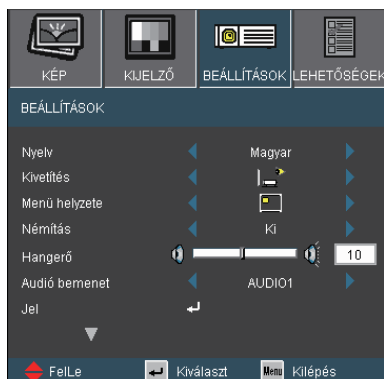 KÉP KIJELZŐ BEÁLLÍTÁSOK LEHETŐSÉGEK
BEÁLLÍTÁSOK
Nyelv Magyar
Kivetítés
Menü helyzete
Némítás Ki
Hangerő 10
Audió bemenet AUDIO1
Jel
FelLe Kiválaszt Menu Kilépés